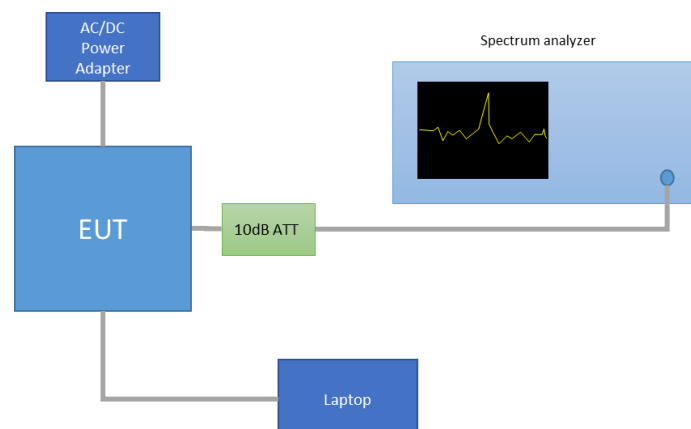 AC/DC
Power
Adapter
Spectrum analyzer
EUT
10dB ATT
Laptop